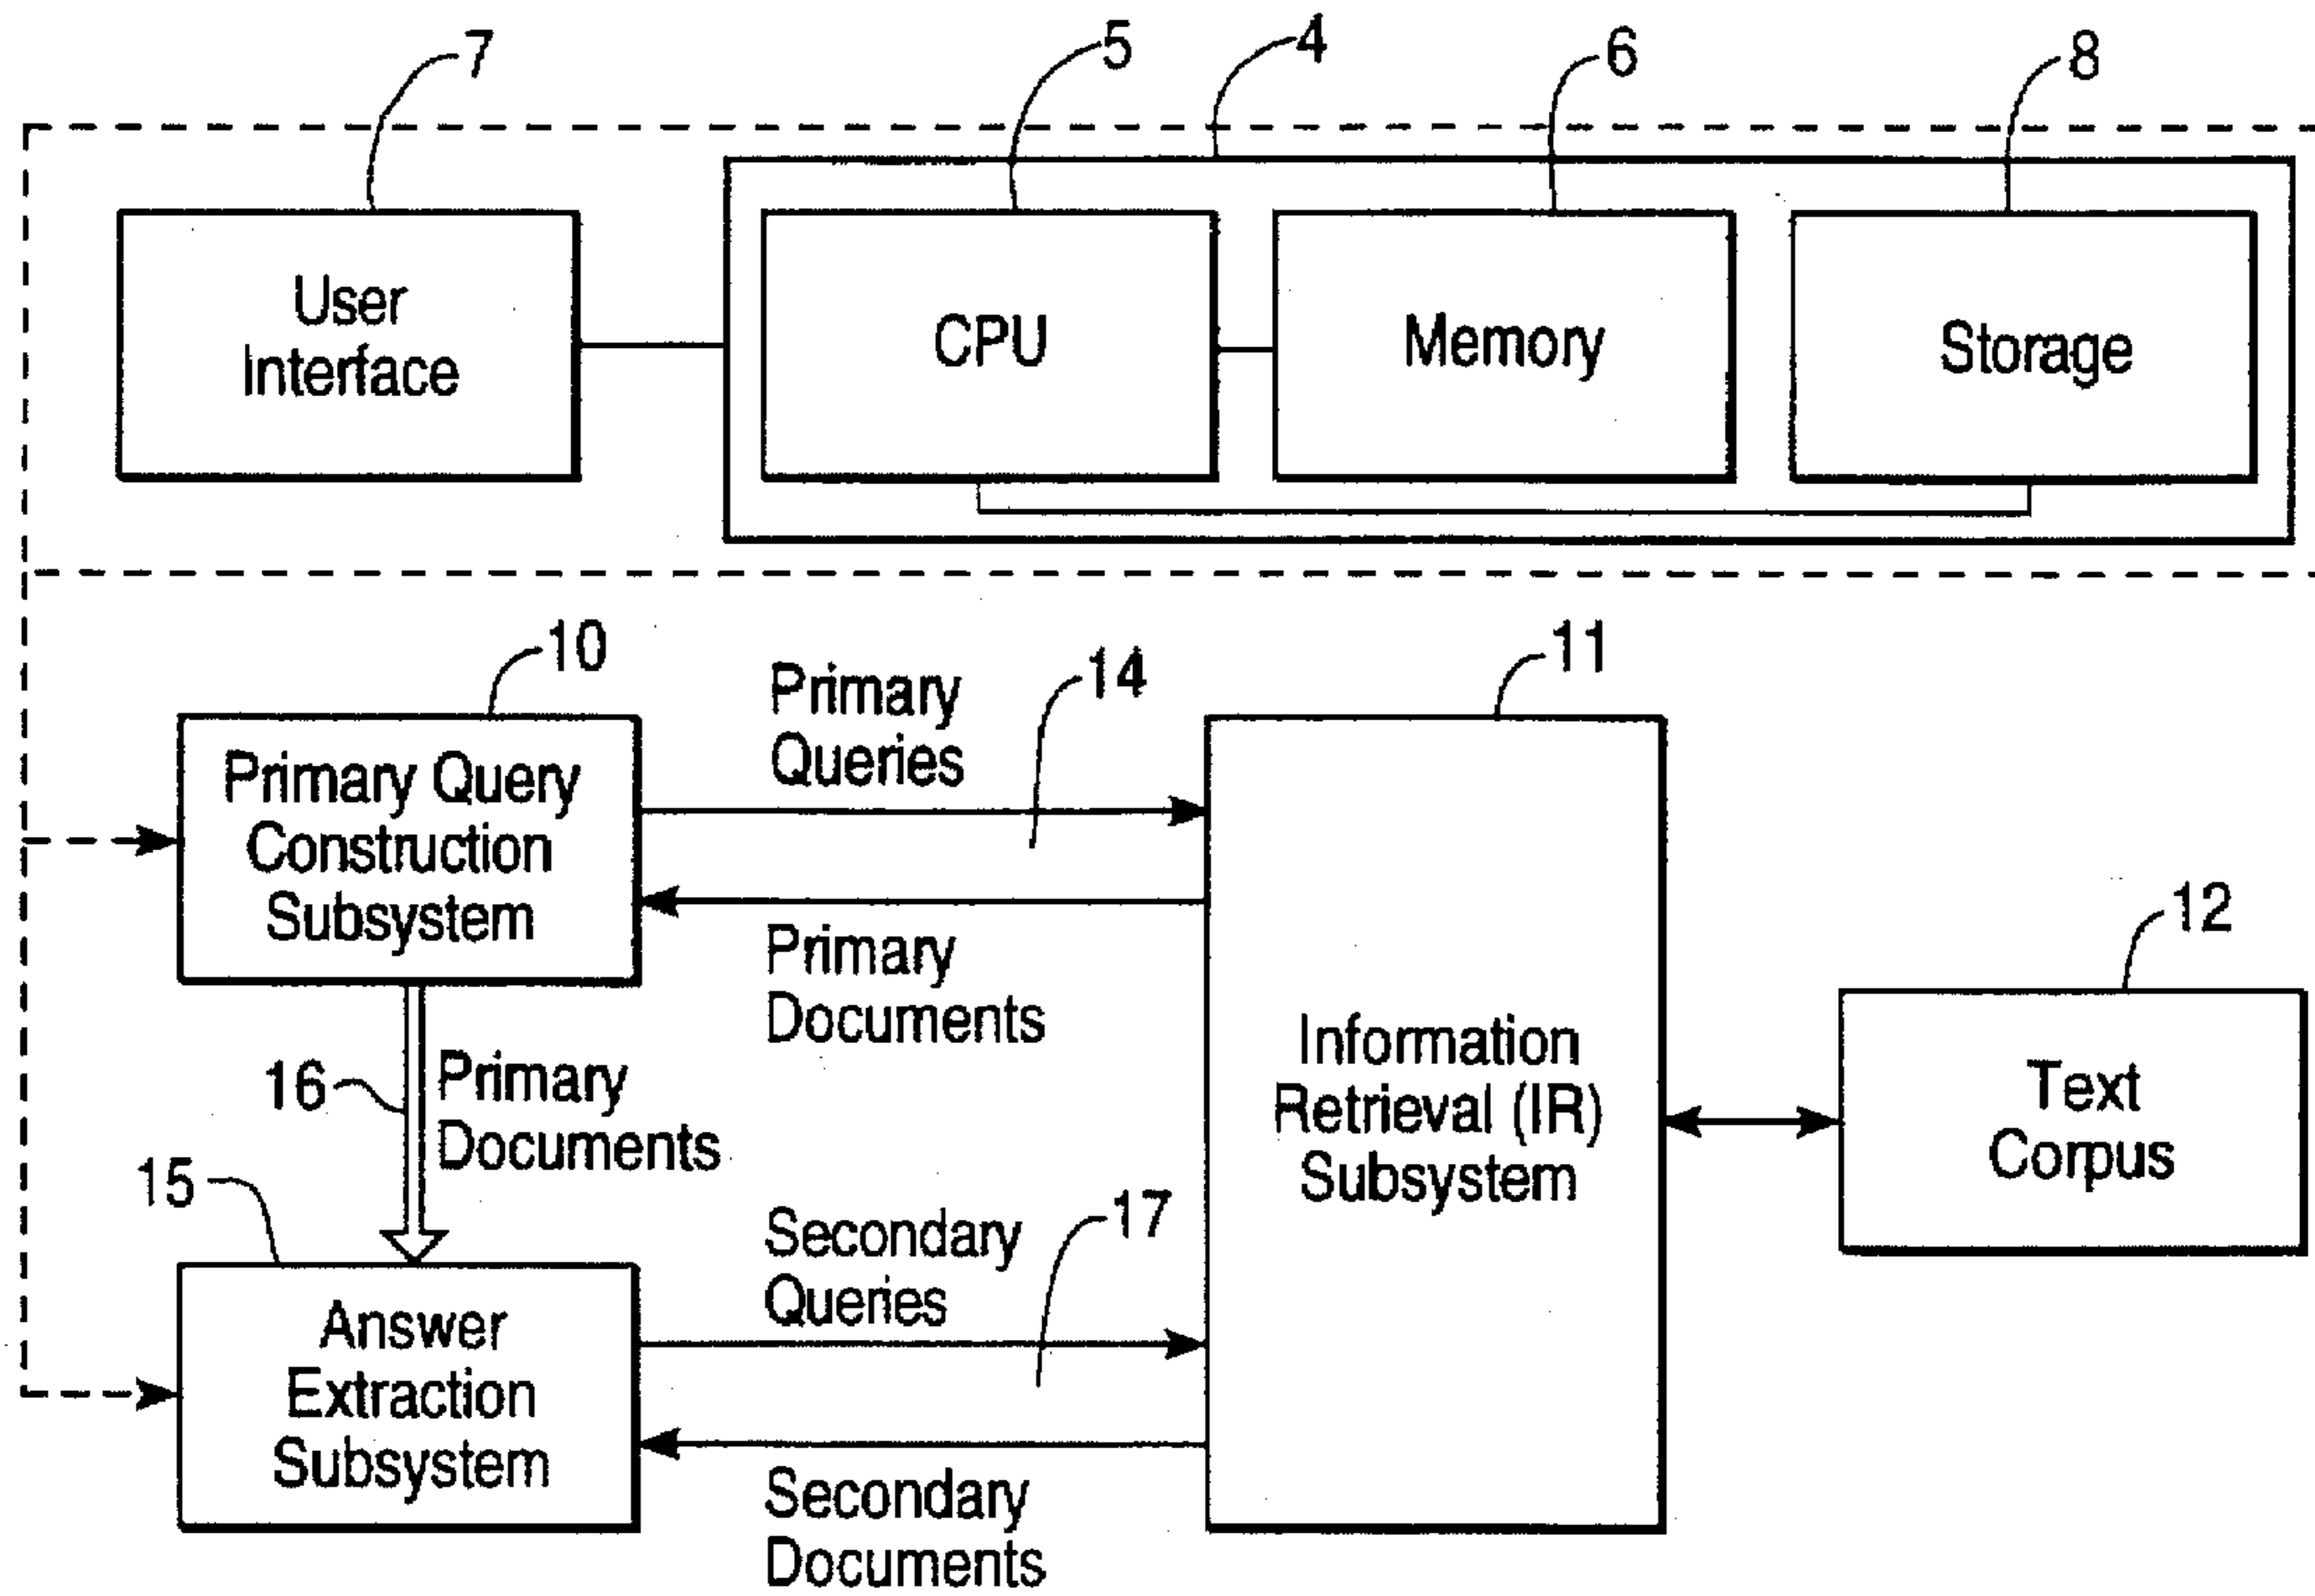 7
5
4
6
8
User
Interface
CPU
Memory
Storage
10
14
11
Primary
Queries
Primary Query
Construction
Subsystem
Primary
Documents
12
16
Primary
Documents
Information
Retrieval (IR)
Subsystem
Text
Corpus
15
17
Secondary
Queries
Answer
Extraction
Subsystem
Secondary
Documents